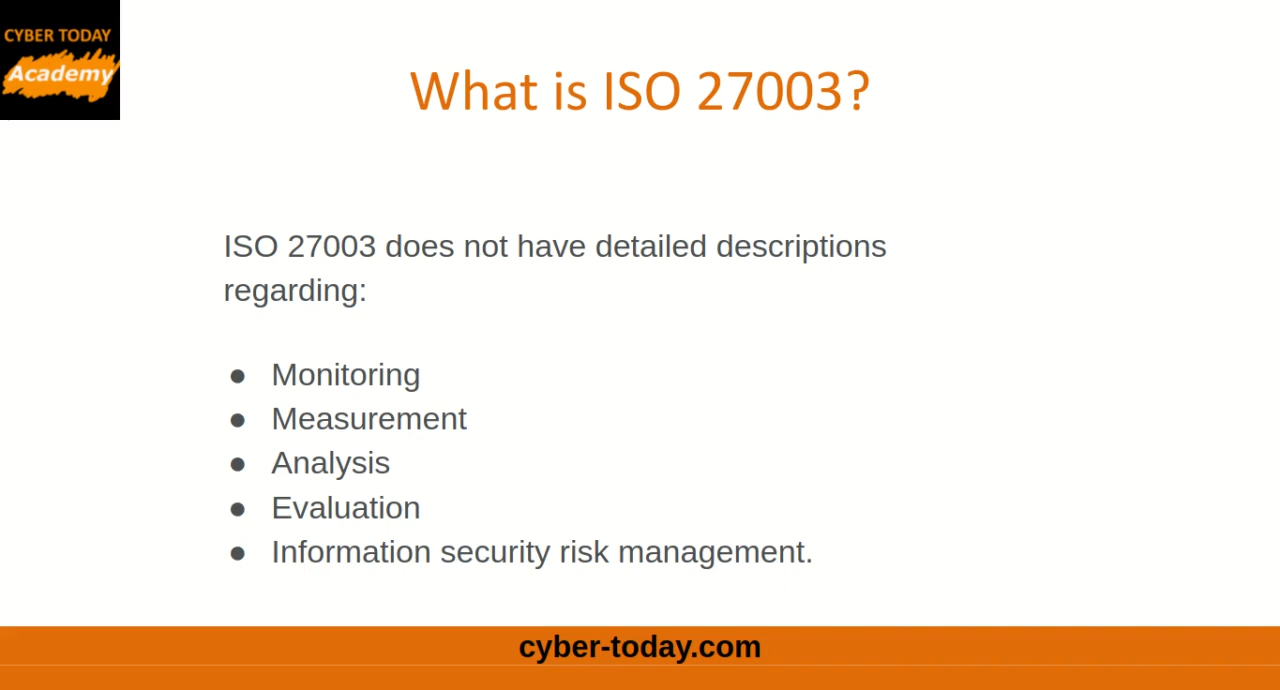 CYBER TODAY
Academy
What is ISO 27003?
ISO 27003 does not have detailed descriptions
regarding:
● Monitoring
● Measurement
● Analysis
● Evaluation
● Information security risk management.
cyber-today.com